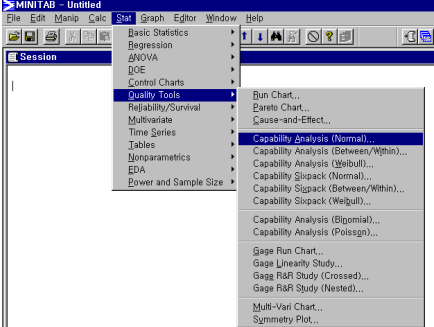 MINITAB - Untitled
File Edit Manip Calc Stat Graph Editor Window Help
Session
Basic Statistics
Regression
ANOVA
DOE
Control Charts
Quality Tools
Reliability/Survival
Multivariate
Time Series
Tables
Nonparametrics
EDA
Power and Sample Size
Run Chart...
Pareto Chart...
Cause-and-Effect...
Capability Analysis (Normal)...
Capability Analysis (Between/Within)...
Capability Analysis (Weibull)...
Capability Sixpack (Normal)...
Capability Sixpack (Between/Within)...
Capability Sixpack (Weibull)...
Capability Analysis (Binomial)...
Capability Analysis (Poisson)...
Gage Run Chart...
Gage Linearity Study...
Gage R&R Study (Crossed)...
Gage R&R Study (Nested)...
Multi-Vari Chart...
Symmetry Plot...